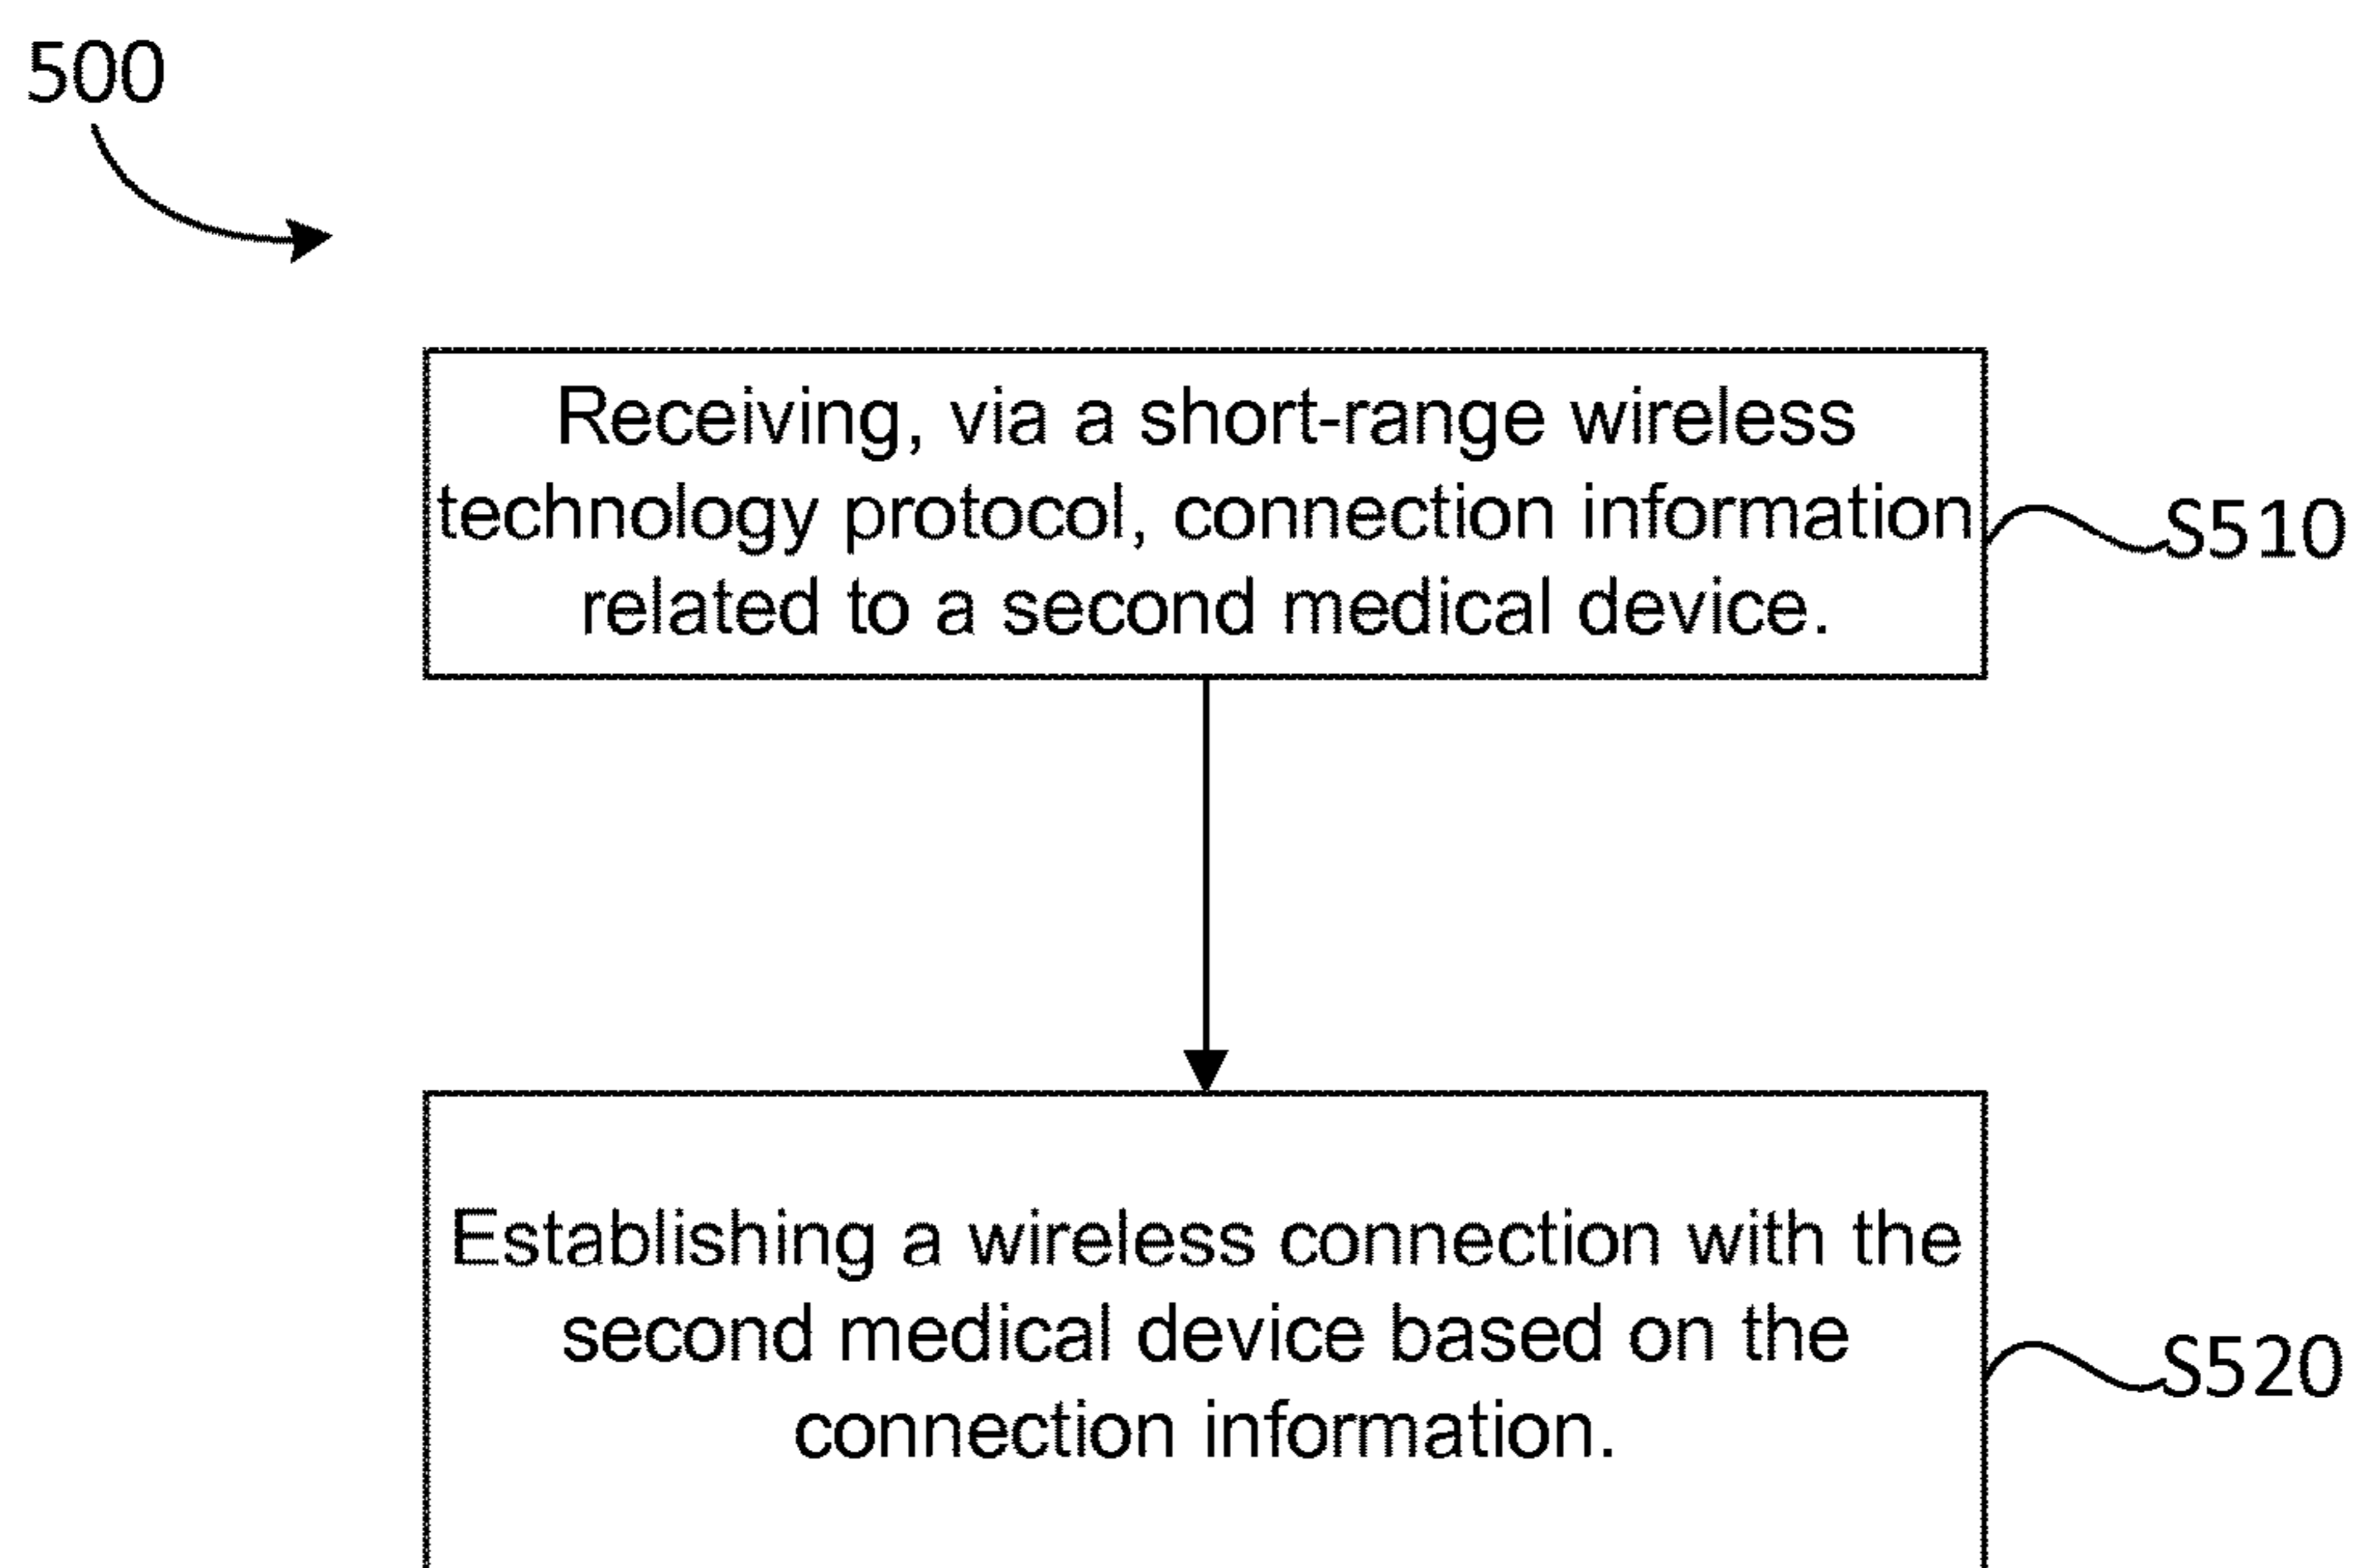 500
Receiving, via a short-range wireless
technology protocol, connection information
related to a second medical device.
S510
Establishing a wireless connection with the
second medical device based on the
connection information.
S520